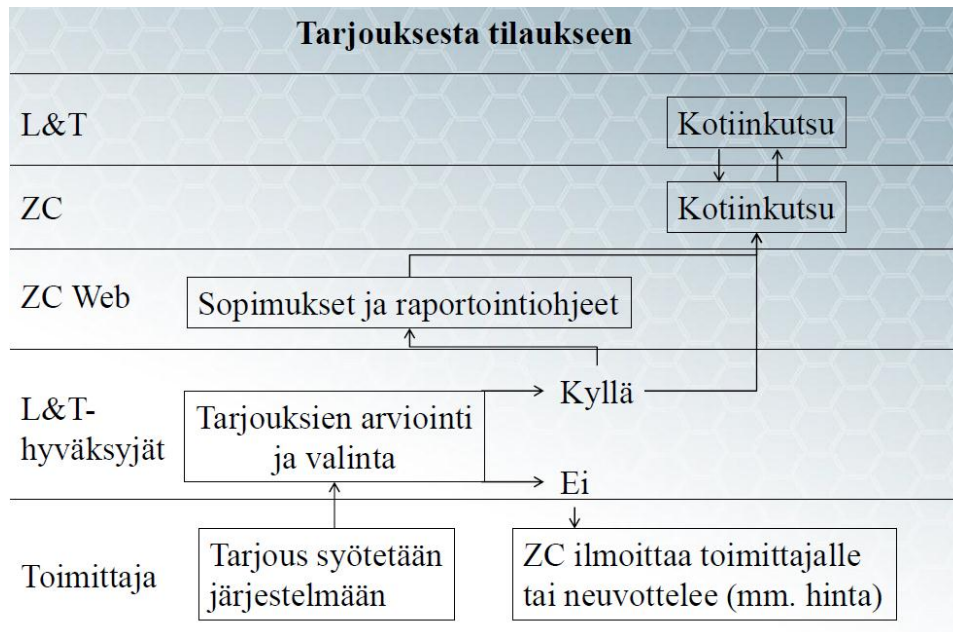 Tarjouksesta tilaukseen
L&T
Kotiinkutsu
ZC
Kotiinkutsu
ZC Web
Sopimukset ja raportointiohjeet
L&T-
hyväksyjät
Tarjouksien arviointi
ja valinta
Kyllä
Ei
Toimittaja
Tarjous syötetään
järjestelmään
ZC ilmoittaa toimittajalle
tai neuvottelee (mm. hinta)